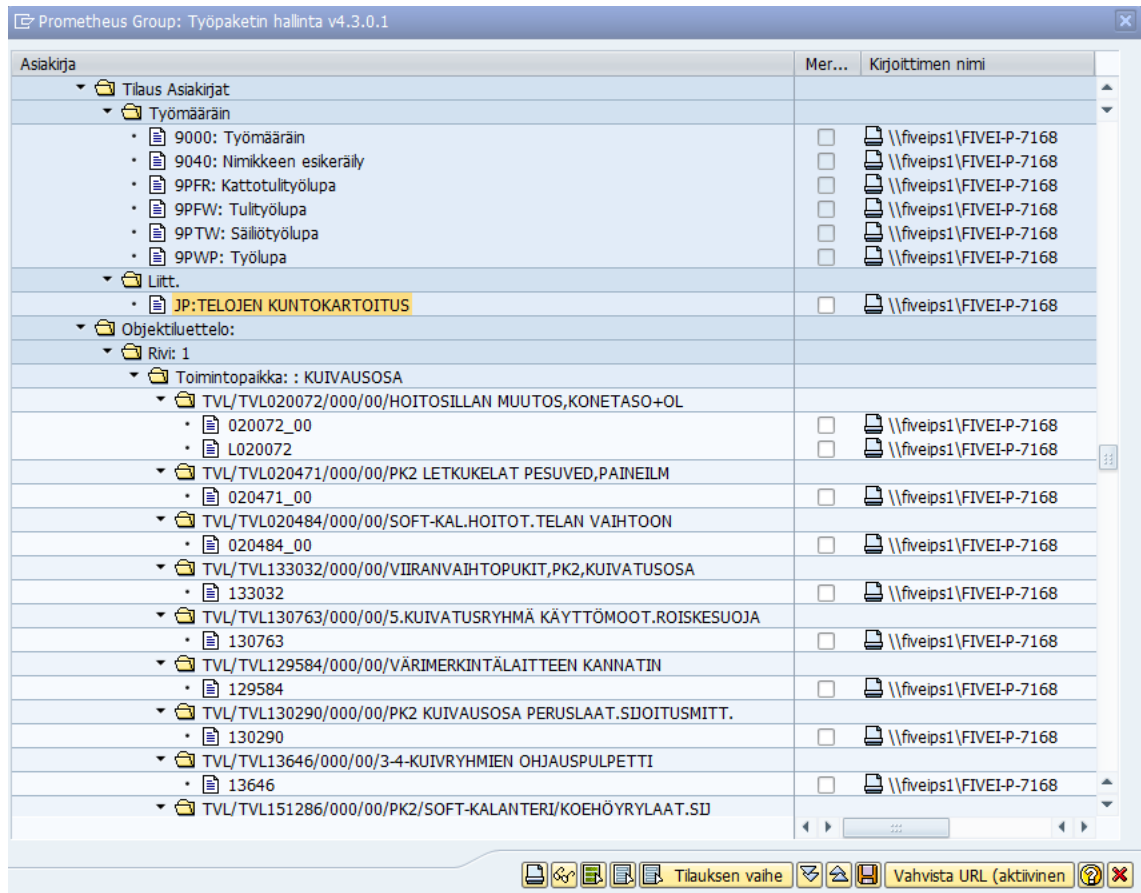 Prometheus Group: Työpaketin hallinta v4.3.0.1
Asiakirja Mer... Kirjoittimen nimi
Tilaus Asiakirjat
Työmääräin
9000: Työmääräin \\fiveips1\FIVEI-P-7168
9040: Nimikkeen esikeräily \\fiveips1\FIVEI-P-7168
9PFR: Kattotulityölupa \\fiveips1\FIVEI-P-7168
9PFW: Tulityölupa \\fiveips1\FIVEI-P-7168
9PTW: Säiliötyölupa \\fiveips1\FIVEI-P-7168
9PWP: Työlupa \\fiveips1\FIVEI-P-7168
Liitt.
JP:TELOJEN KUNTOKARTOITUS \\fiveips1\FIVEI-P-7168
Objektiluettelo:
Rivi: 1
Toimintopaikka: : KUIVAUSOSA
TVL/TVL020072/000/00/HOITOSILLAN MUUTOS,KONETASO+OL
020072_00 \\fiveips1\FIVEI-P-7168
L020072 \\fiveips1\FIVEI-P-7168
TVL/TVL020471/000/00/PK2 LETKUKELAT PESUVED,PAINEILM
020471_00 \\fiveips1\FIVEI-P-7168
TVL/TVL020484/000/00/SOFT-KAL.HOITOT.TELAN VAIHTOON
020484_00 \\fiveips1\FIVEI-P-7168
TVL/TVL133032/000/00/VIIRANVAIHTOPUKIT,PK2,KUIVATUSOSA
133032 \\fiveips1\FIVEI-P-7168
TVL/TVL130763/000/00/5.KUIVATUSRYHMÄ KÄYTTÖMOOT.ROISKESUOJA
130763 \\fiveips1\FIVEI-P-7168
TVL/TVL129584/000/00/VÄRIMERKINTÄLAITTEEN KANNATIN
129584 \\fiveips1\FIVEI-P-7168
TVL/TVL130290/000/00/PK2 KUIVAUSOSA PERUSLAAT.SIJOITUSMITT.
130290 \\fiveips1\FIVEI-P-7168
TVL/TVL13646/000/00/3-4-KUIVRYHMIEN OHJAUSPULPETTI
13646 \\fiveips1\FIVEI-P-7168
TVL/TVL151286/000/00/PK2/SOFT-KALANTERI/KOEHÖYRYLAAT.SIJ
Tilauksen vaihe Vahvista URL (aktiivinen